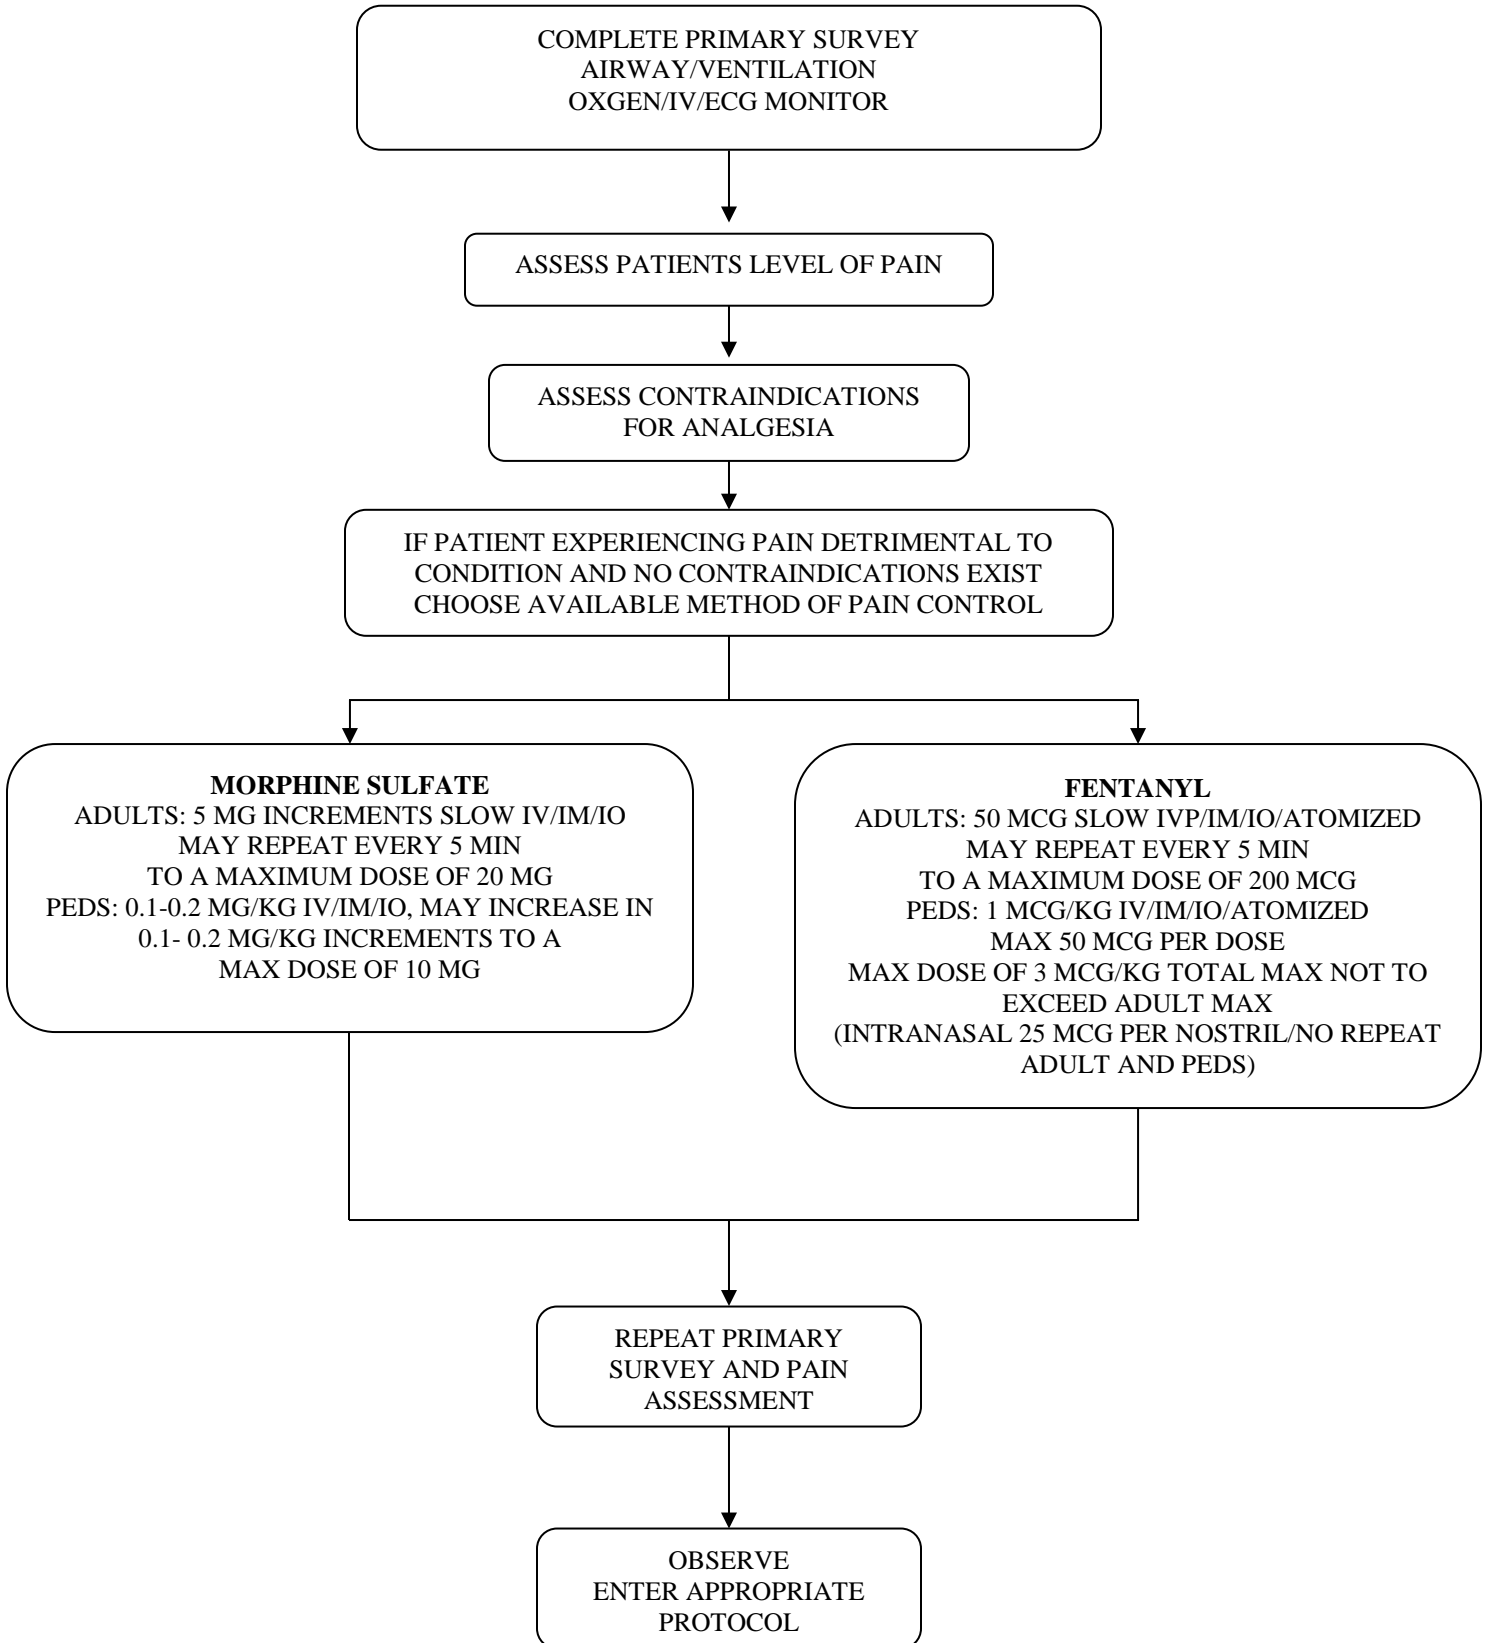 COMPLETE PRIMARY SURVEY
AIRWAY/VENTILATION
OXGEN/IV/ECG MONITOR
ASSESS PATIENTS LEVEL OF PAIN
ASSESS CONTRAINDICATIONS
FOR ANALGESIA
IF PATIENT EXPERIENCING PAIN DETRIMENTAL TO
CONDITION AND NO CONTRAINDICATIONS EXIST
CHOOSE AVAILABLE METHOD OF PAIN CONTROL
MORPHINE SULFATE
ADULTS: 5 MG INCREMENTS SLOW IV/IM/IO
MAY REPEAT EVERY 5 MIN
TO A MAXIMUM DOSE OF 20 MG
PEDS: 0.1-0.2 MG/KG IV/IM/IO, MAY INCREASE IN
0.1- 0.2 MG/KG INCREMENTS TO A
MAX DOSE OF 10 MG
FENTANYL
ADULTS: 50 MCG SLOW IVP/IM/IO/ATOMIZED
MAY REPEAT EVERY 5 MIN
TO A MAXIMUM DOSE OF 200 MCG
PEDS: 1 MCG/KG IV/IM/IO/ATOMIZED
MAX 50 MCG PER DOSE
MAX DOSE OF 3 MCG/KG TOTAL MAX NOT TO
EXCEED ADULT MAX
(INTRANASAL 25 MCG PER NOSTRIL/NO REPEAT
ADULT AND PEDS)
REPEAT PRIMARY
SURVEY AND PAIN
ASSESSMENT
OBSERVE
ENTER APPROPRIATE
PROTOCOL